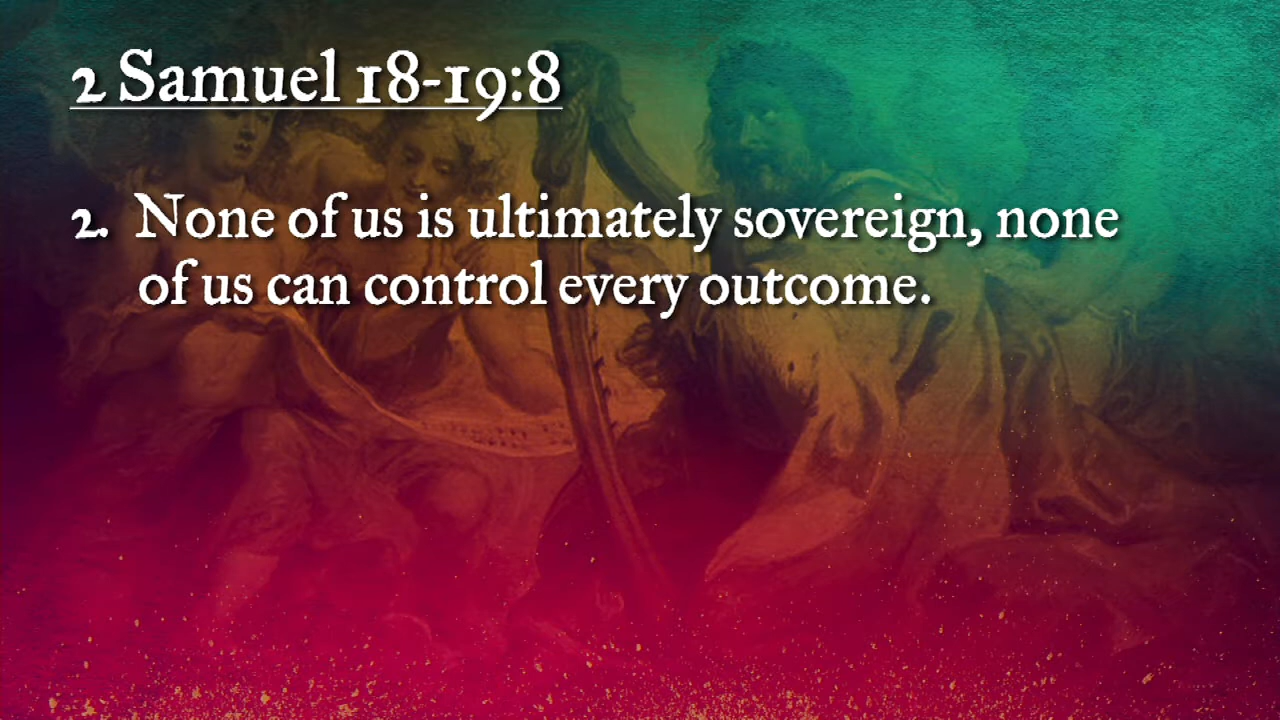 2 Samuel 18-19:8
2. None of us is ultimately sovereign, none
of us can control every outcome.